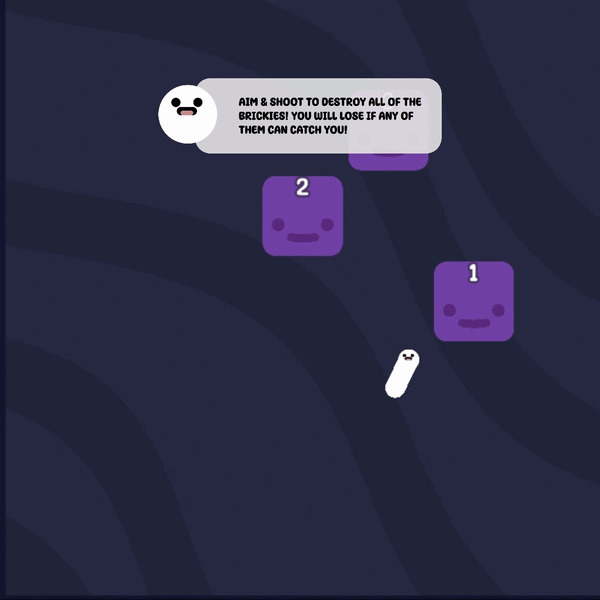 AIM & SHOOT TO DESTROY ALL OF THE
BRICKIES! YOU WILL LOSE IF ANY OF
THEM CAN CATCH YOU!
2
1